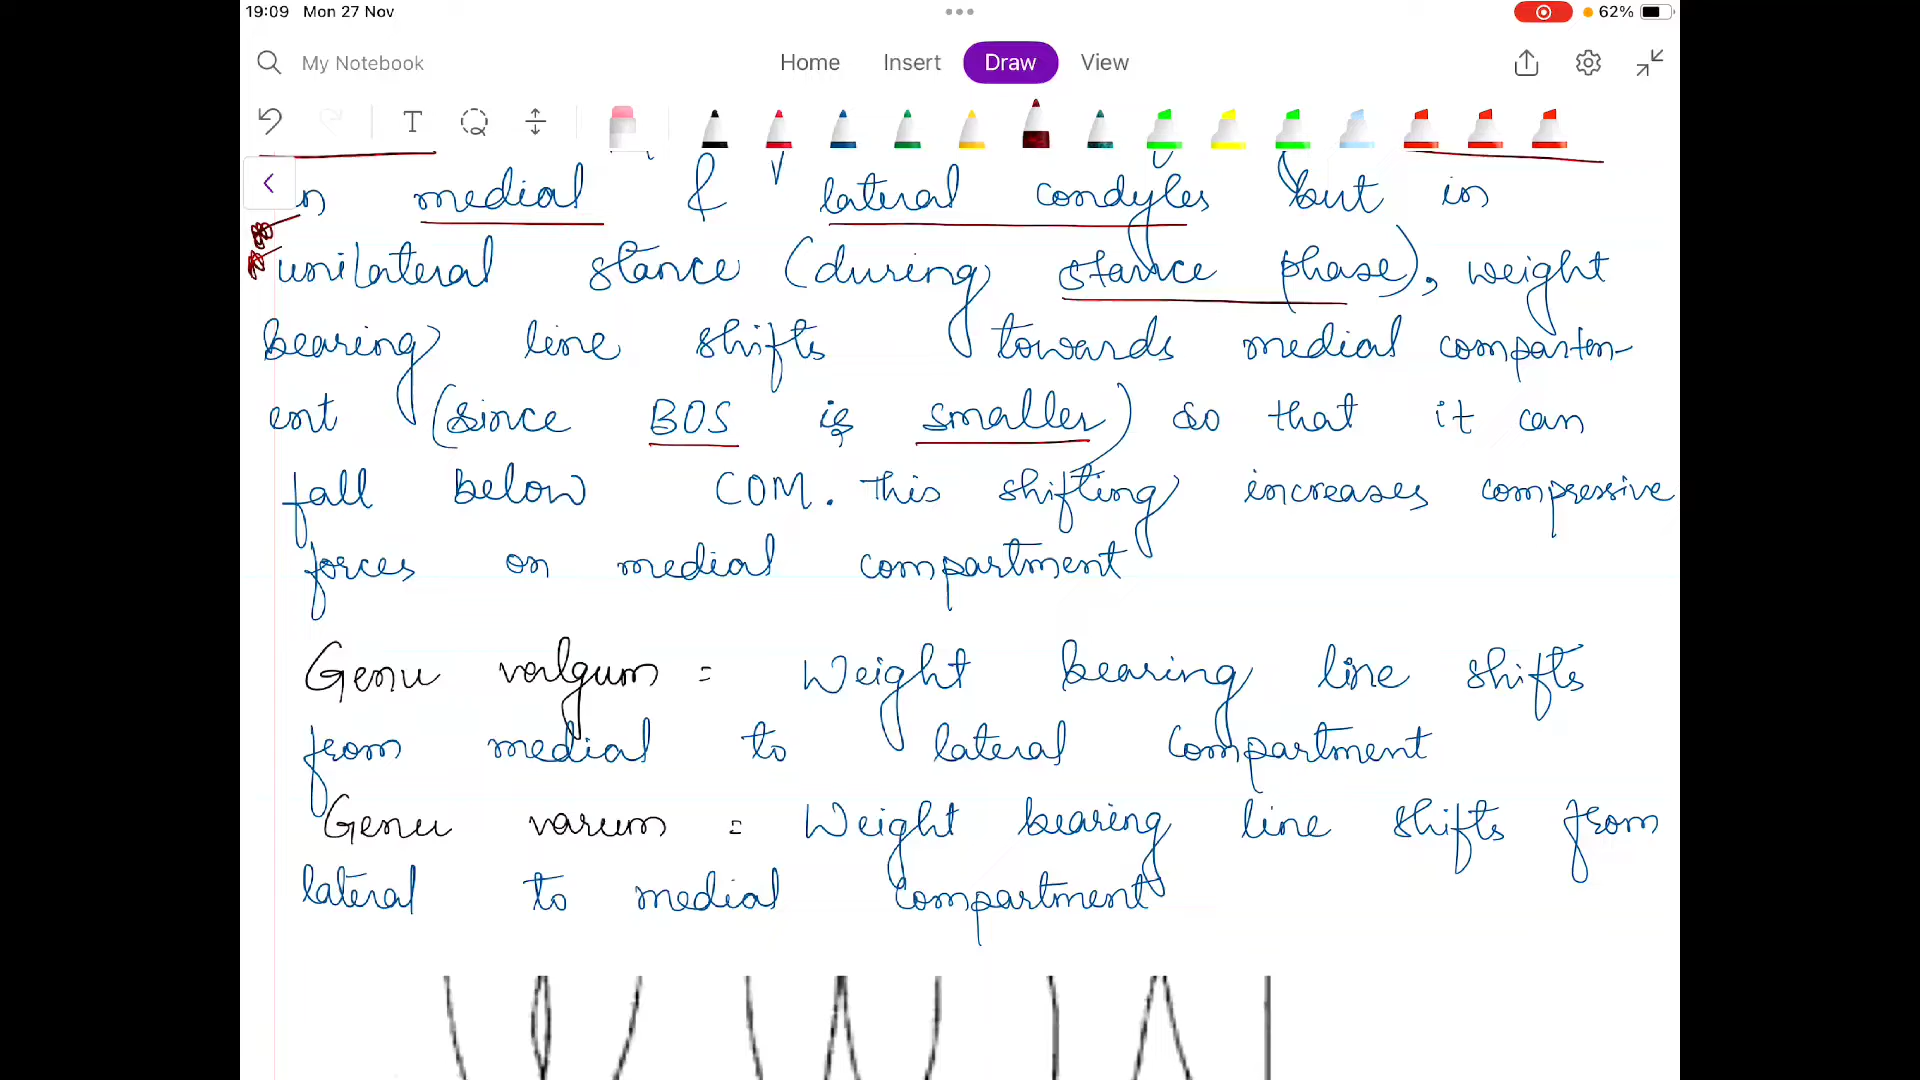 19:09 Mon 27 Nov
62%
My Notebook
Home Insert Draw View
T
medial & lateral condyles but in
unilateral stance (during stance phase), weight
bearing line shifts towards medial compartm-
ent (since BOS is smaller) so that it can
fall below COM. This shifting increases compressive
forces on medial compartment
Genu valgum = Weight bearing line shifts
from medial to lateral compartment
Genu varum = Weight bearing line shifts from
lateral to medial compartment